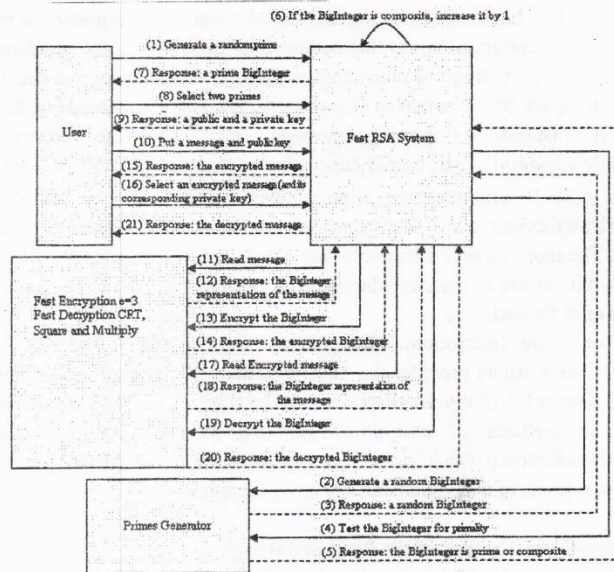 (6) If the BigInteger is composite, increase it by 1
(1) Generate a random prime
(7) Response: a prime BigInteger
(8) Select two primes
(9) Response: a public and a private key
(10) Put a message and public key
(15) Response: the encrypted message
(16) Select an encrypted message (and its
corresponding private key)
(21) Response: the decrypted message
User
Fast RSA System
Fast Encryption e=3
Fast Decryption CRT,
Square and Multiply
(11) Read message
(12) Response: the BigInteger
representation of the message
(13) Encrypt the BigInteger
(14) Response: the encrypted BigInteger
(17) Read Encrypted message
(18) Response: the BigInteger representation of
the message
(19) Decrypt the BigInteger
(20) Response: the decrypted BigInteger
Primes Generator
(2) Generate a random BigInteger
(3) Response: a random BigInteger
(4) Test the BigInteger for primality
(5) Response: the BigInteger is prime or composite